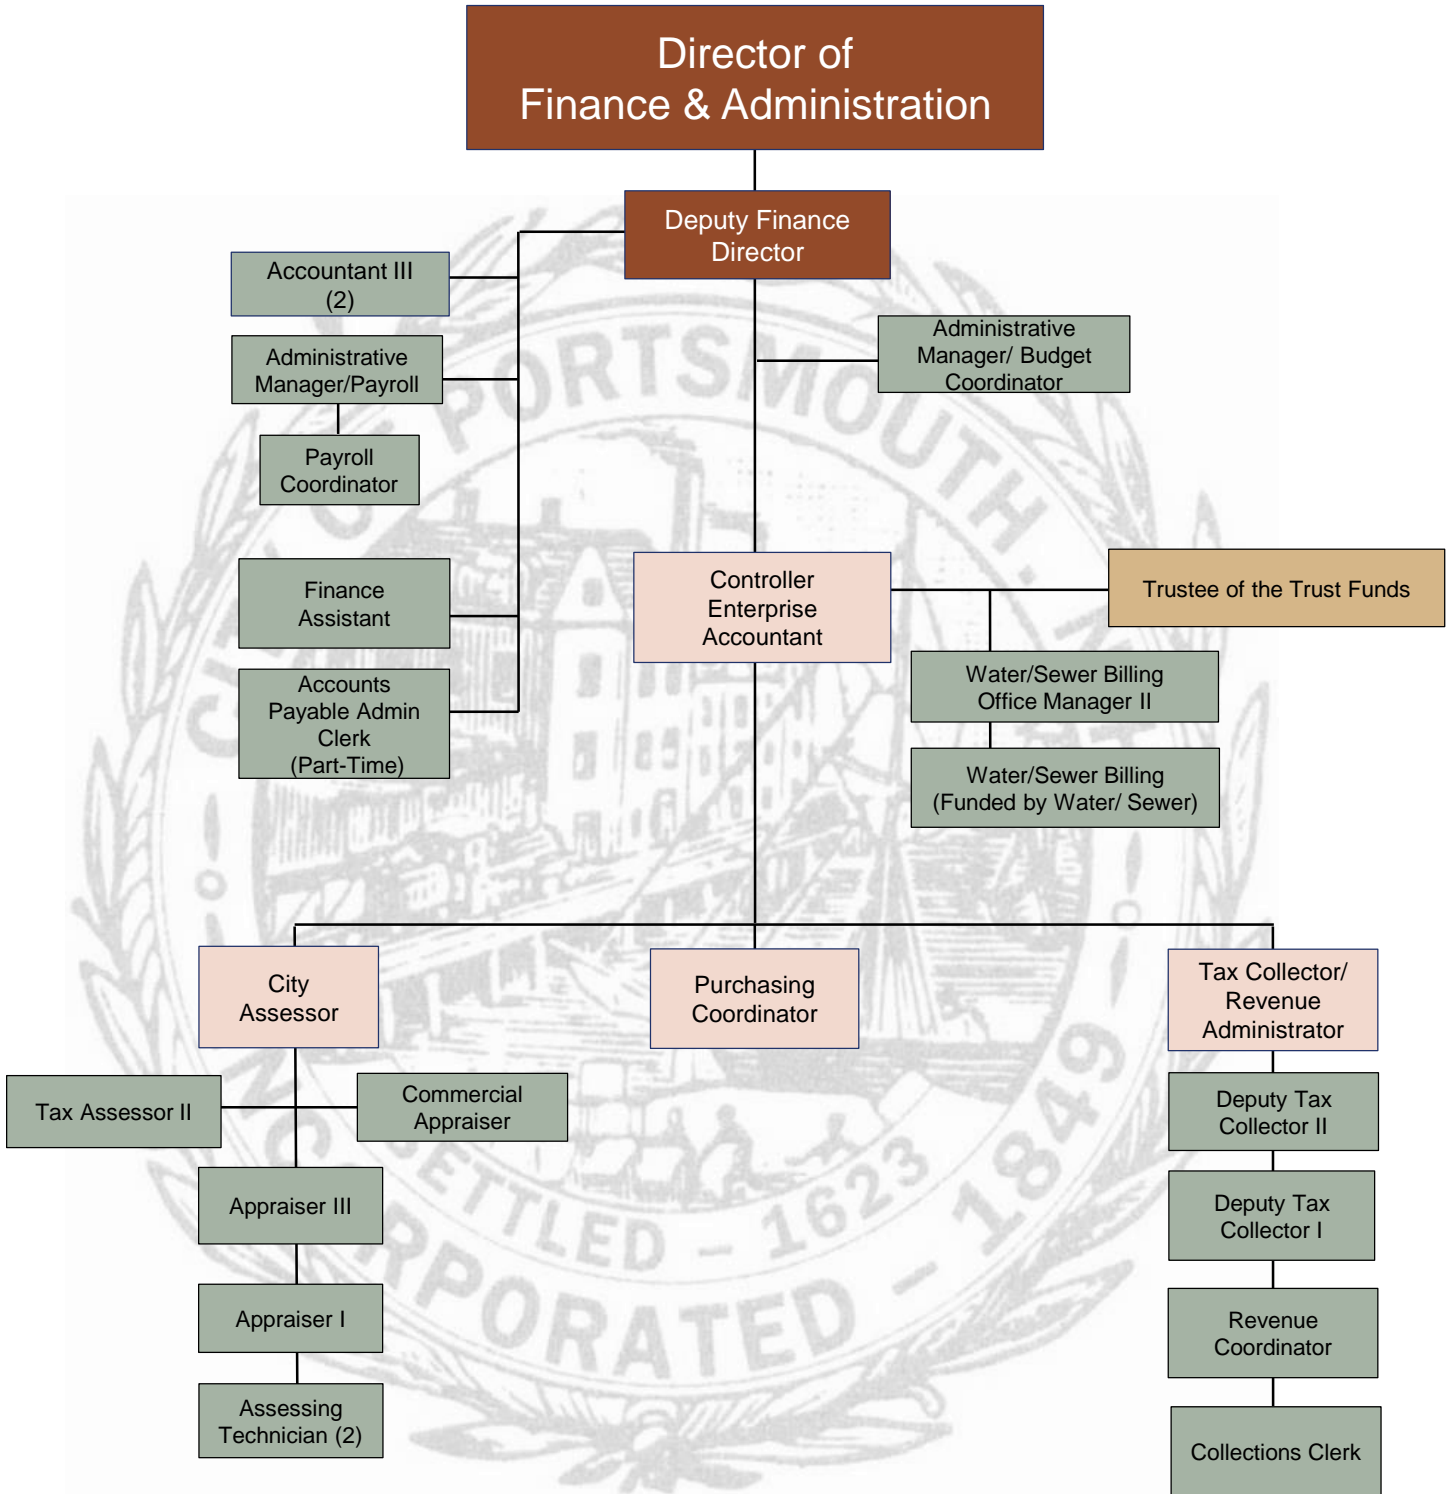 Director of
Finance & Administration
Deputy Finance
Director
Accountant III
(2)
Administrative
Manager/Payroll
Payroll
Coordinator
Finance
Assistant
Accounts
Payable Admin
Clerk
(Part-Time)
Administrative
Manager/ Budget
Coordinator
Controller
Enterprise
Accountant
Trustee of the Trust Funds
Water/Sewer Billing
Office Manager II
Water/Sewer Billing
(Funded by Water/ Sewer)
City
Assessor
Purchasing
Coordinator
Tax Collector/
Revenue
Administrator
Tax Assessor II
Commercial
Appraiser
Appraiser III
Appraiser I
Assessing
Technician (2)
Deputy Tax
Collector II
Deputy Tax
Collector I
Revenue
Coordinator
Collections Clerk
PORTSMOUTH.
SETTLED – 1623
1849